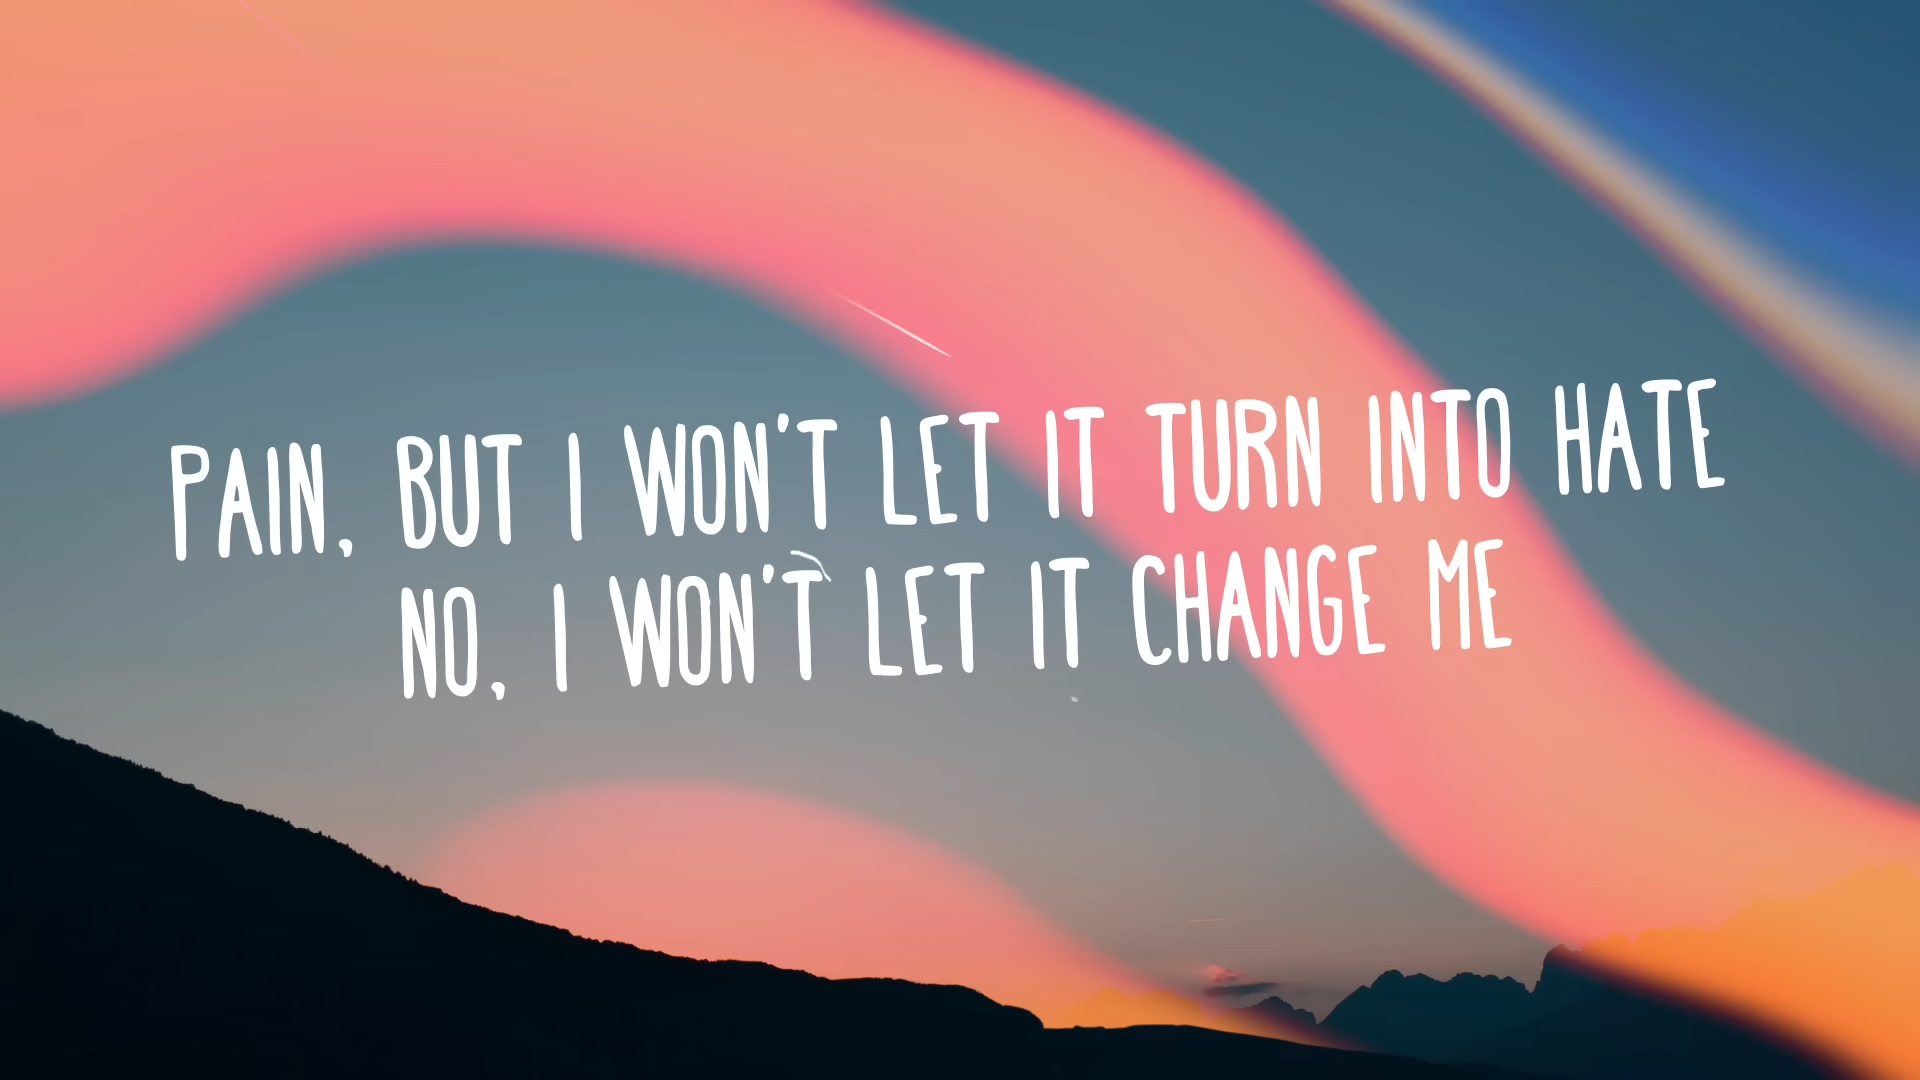 PAIN, BUT I WON'T LET IT TURN INTO HATE
NO, I WON'T LET IT CHANGE ME